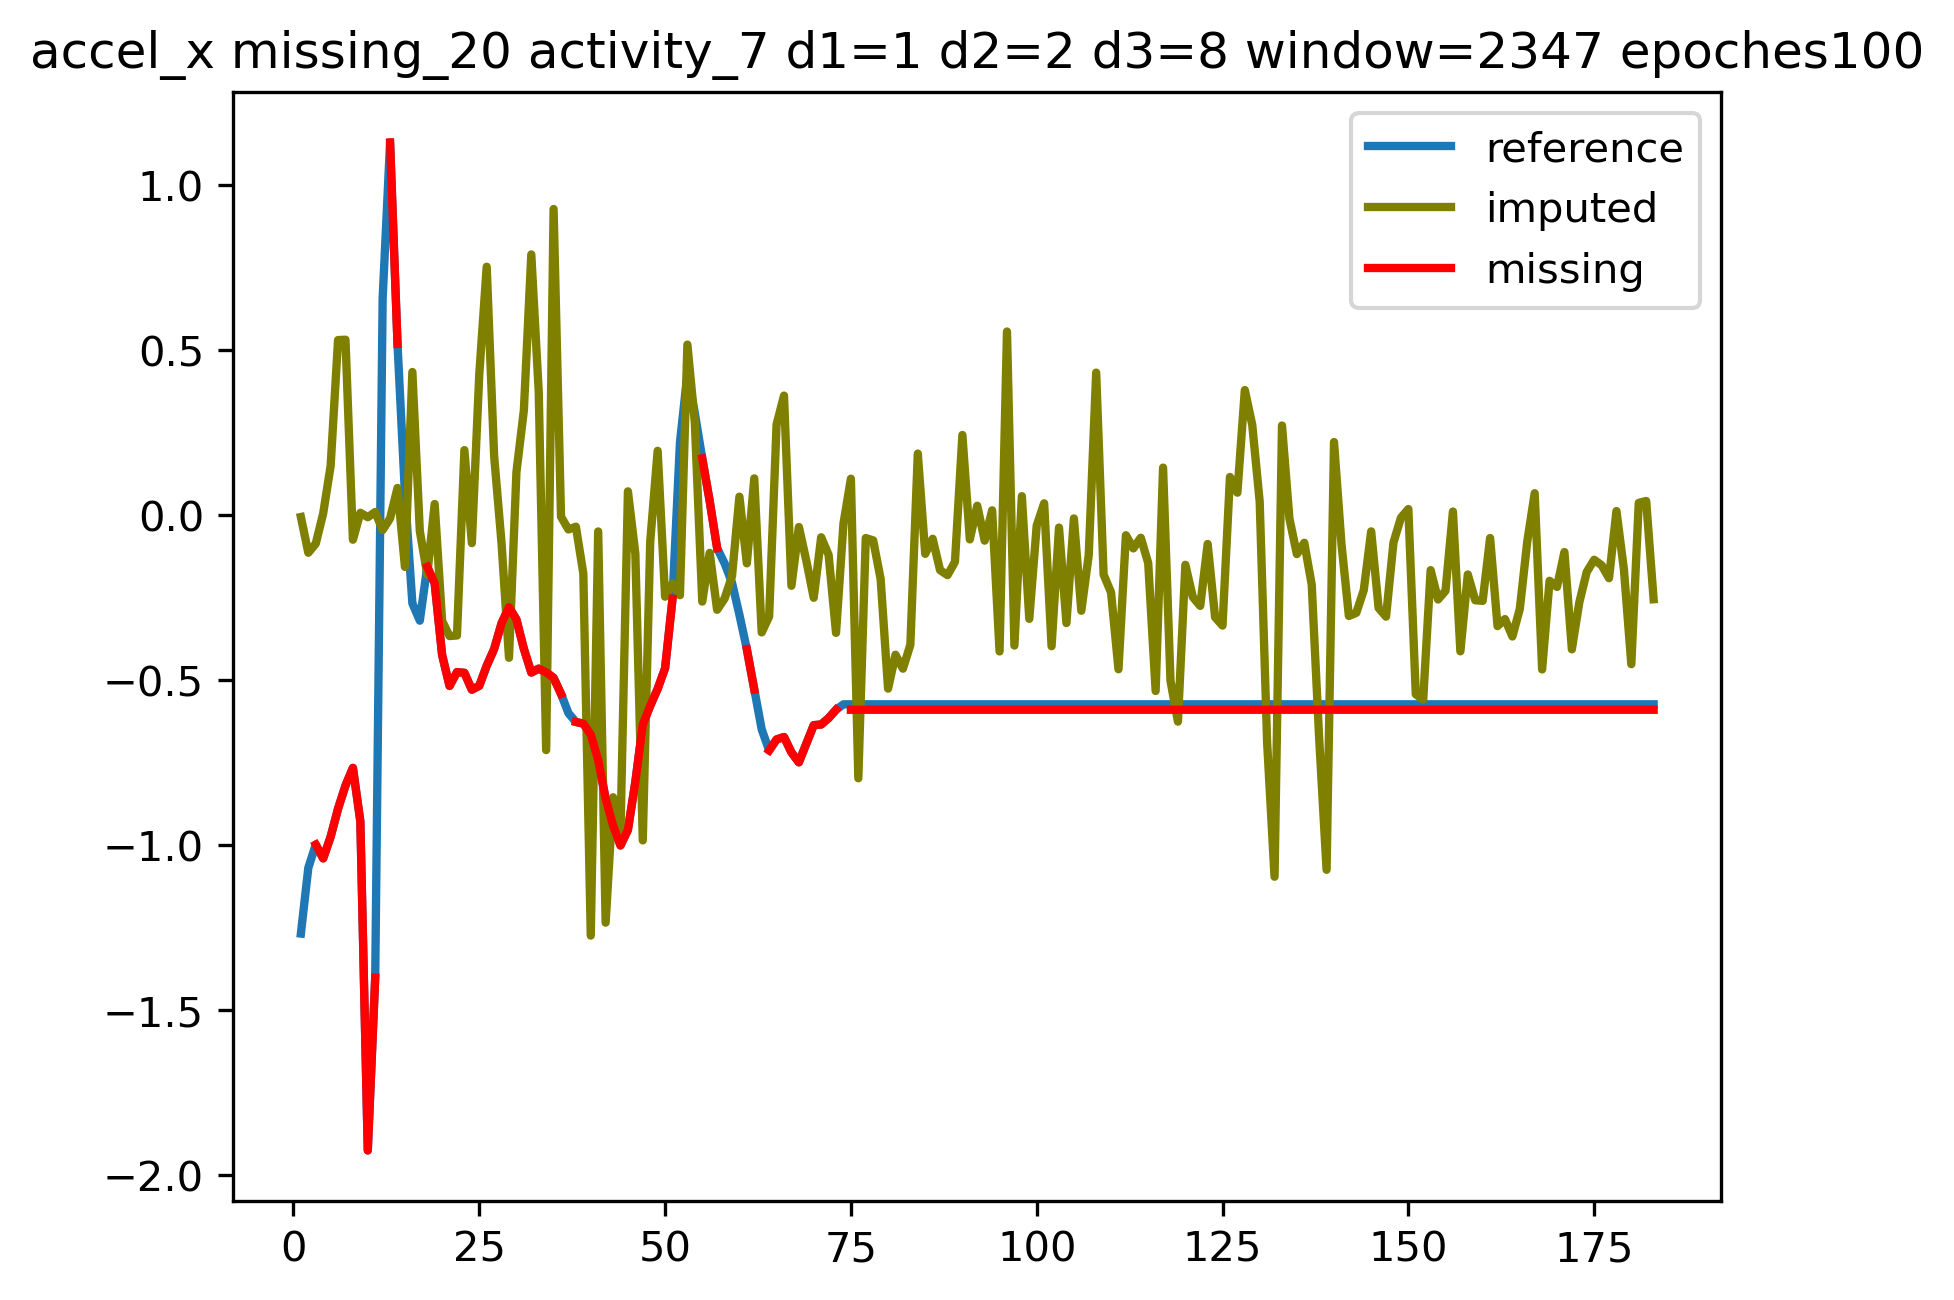 accel_x missing_20 activity_7 d1=1 d2=2 d3=8 window=2347 epoches100
reference
imputed
missing
1.0
0.5
0.0
−0.5
−1.0
−1.5
−2.0
0 25 50 75 100 125 150 175